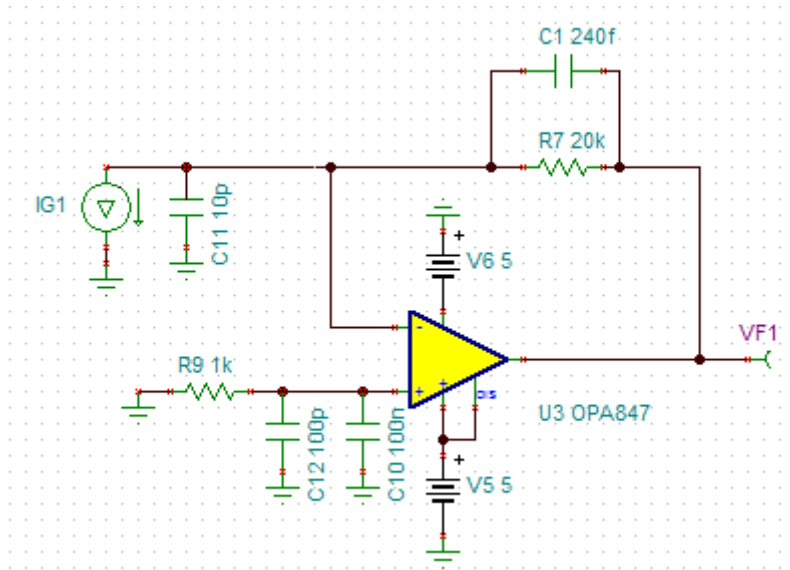 C1 240f
R7 20k
IG1
C11 10p
V6 5
-
+
VF1
R9 1k
+
+
DIS
U3 OPA847
C12 100p
C10 100n
+
V5 5